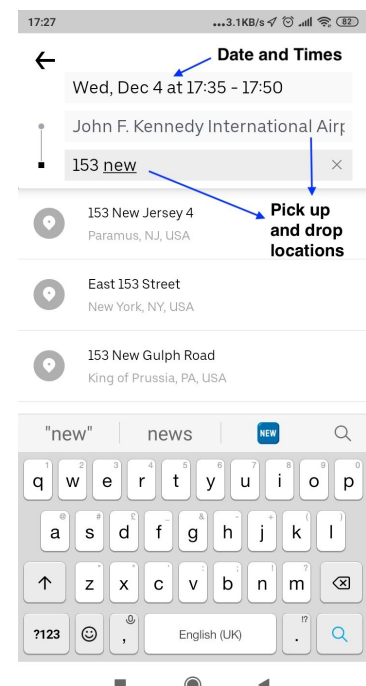 17:27
...3.1KB/s 82
Date and Times
Wed, Dec 4 at 17:35 - 17:50
John F. Kennedy International Airp
153 new
Pick up
and drop
locations
153 New Jersey 4
Paramus, NJ, USA
East 153 Street
New York, NY, USA
153 New Gulph Road
King of Prussia, PA, USA
"new" news NEW
1 2 3 4 5 6 7 8 9 0
q w e r t y u i o p
@ # £ _ & - + ( )
a s d f g h j k l
* " ' : ; ! ?
z x c v b n m
?123 , English (UK) . !?